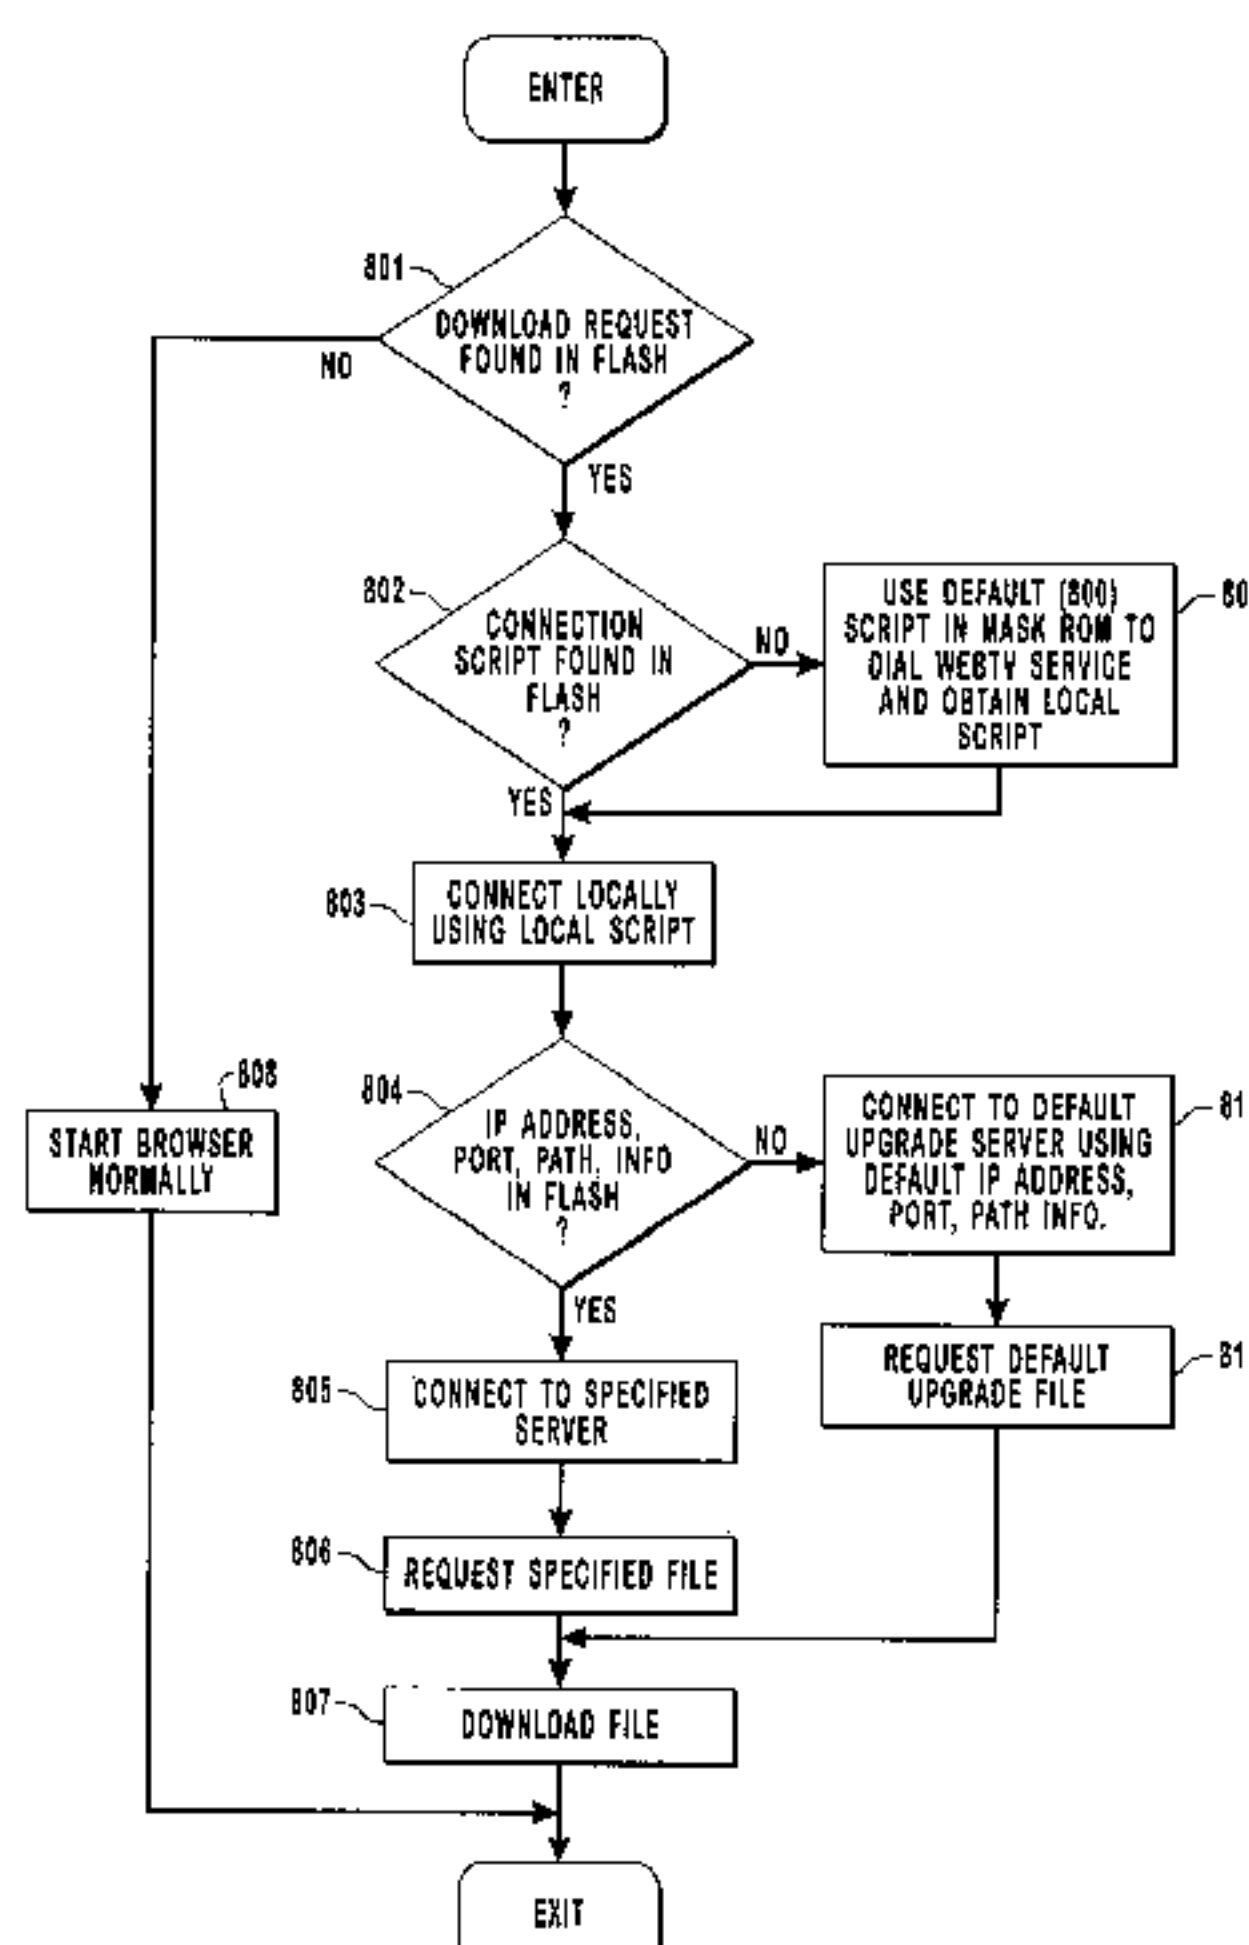 ENTER
801
DOWNLOAD REQUEST
FOUND IN FLASH
?
NO
YES
802
CONNECTION
SCRIPT FOUND IN
FLASH
?
NO
USE DEFAULT (800)
SCRIPT IN MASK ROM TO
DIAL WEBTV SERVICE
AND OBTAIN LOCAL
SCRIPT
80
YES
803
CONNECT LOCALLY
USING LOCAL SCRIPT
808
START BROWSER
NORMALLY
804
IP ADDRESS,
PORT, PATH, INFO
IN FLASH
?
NO
CONNECT TO DEFAULT
UPGRADE SERVER USING
DEFAULT IP ADDRESS,
PORT, PATH INFO.
81
YES
REQUEST DEFAULT
UPGRADE FILE
81
805
CONNECT TO SPECIFIED
SERVER
806
REQUEST SPECIFIED FILE
807
DOWNLOAD FILE
EXIT